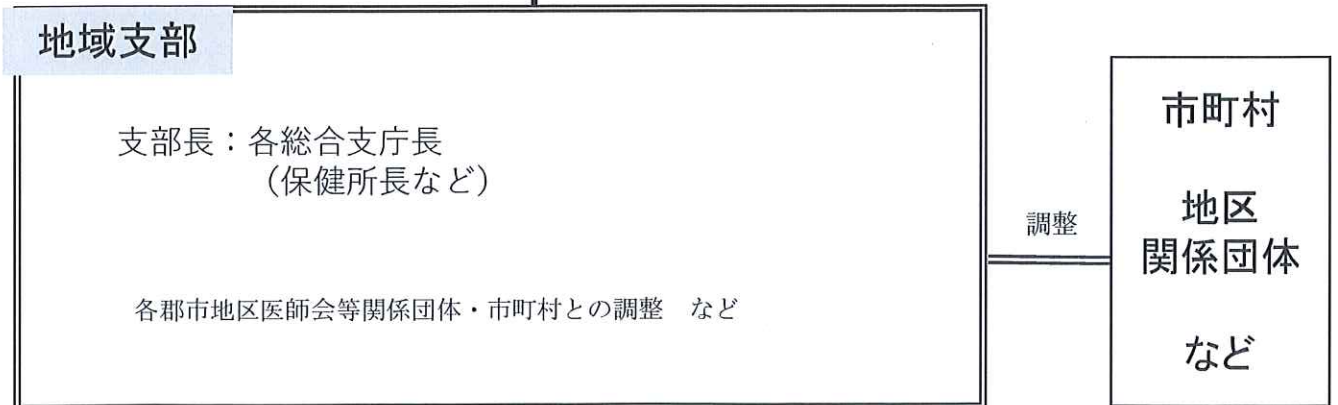 地域支部
支部長：各総合支庁長
（保健所長など）
各郡市地区医師会等関係団体・市町村との調整　など
調整
市町村
地区
関係団体
など